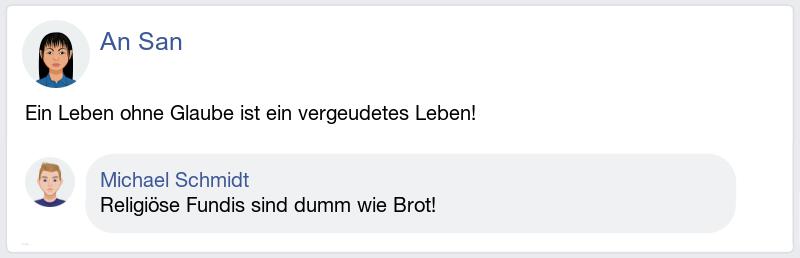 An San
Ein Leben ohne Glaube ist ein vergeudetes Leben!
Michael Schmidt
Religiöse Fundis sind dumm wie Brot!